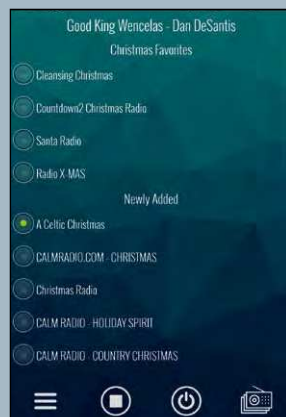 Good King Wencelas - Dan DeSantis
Christmas Favorites
Cleansing Christmas
Countdown2 Christmas Radio
Santa Radio
Radio X-MAS
Newly Added
A Celtic Christmas
CALMRADIO.COM - CHRISTMAS
Christmas Radio
CALM RADIO - HOLIDAY SPIRIT
CALM RADIO - COUNTRY CHRISTMAS